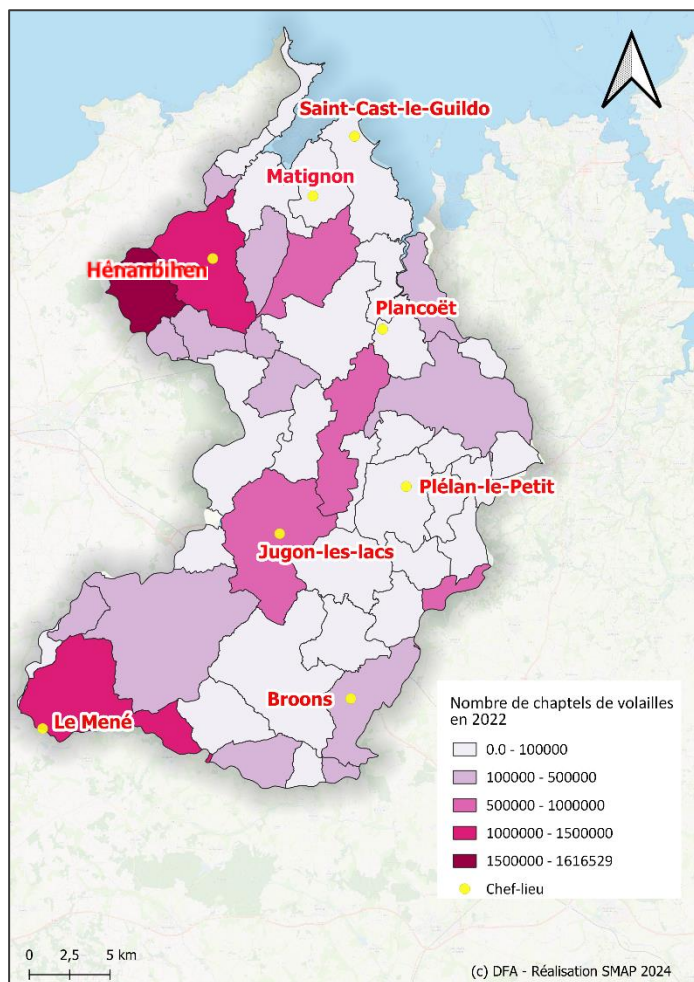 Saint-Cast-le-Guildo
Matignon
Hénanbihen
Plancoët
Plélan-le-Petit
Jugon-les-lacs
Broons
Le Mené
Nombre de chaptels de volailles
en 2022
0.0 - 100000
100000 - 500000
500000 - 1000000
1000000 - 1500000
1500000 - 1616529
Chef-lieu
0 2,5 5 km
(c) DFA - Réalisation SMAP 2024